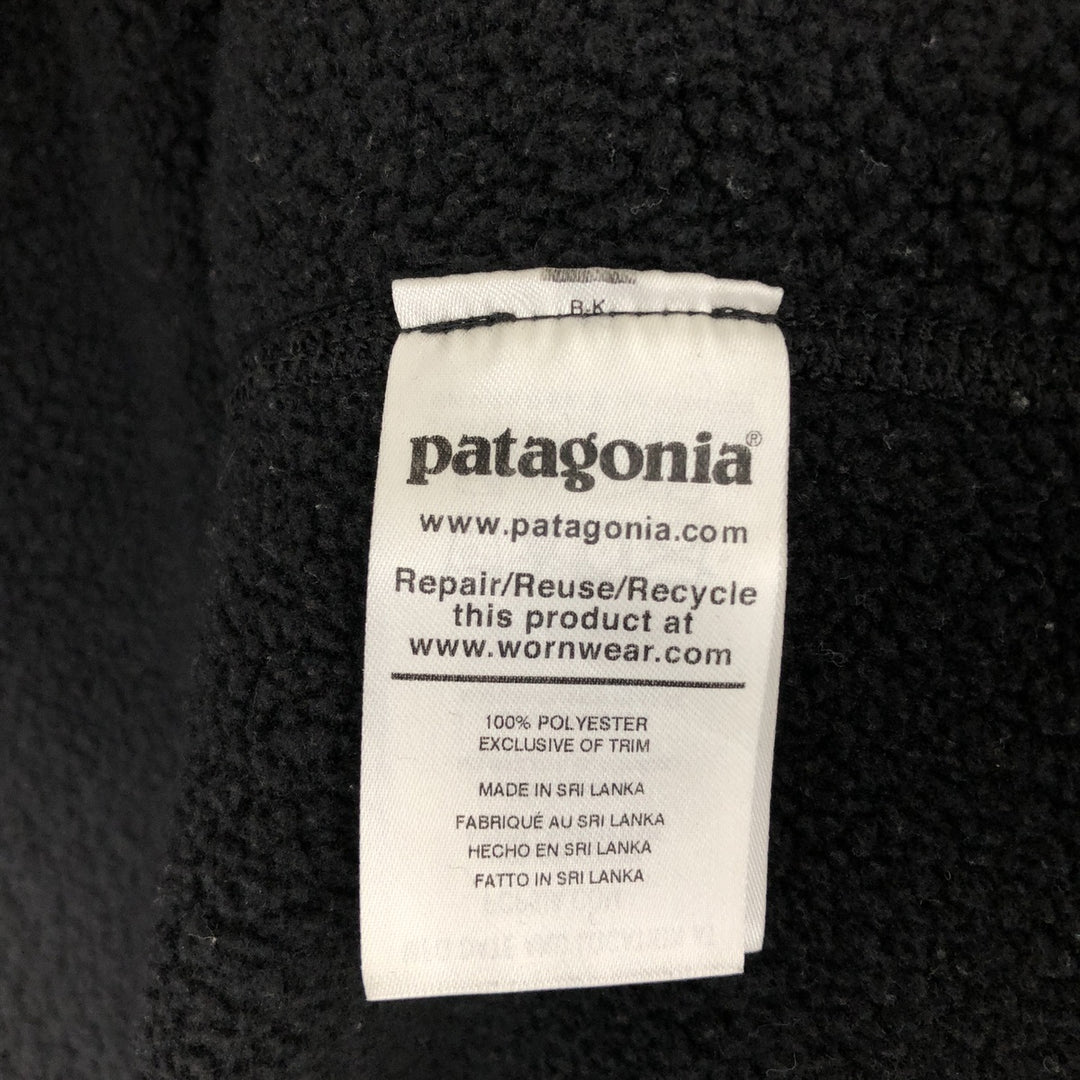 B-K
patagonia®
www.patagonia.com
Repair/Reuse/Recycle
this product at
www.wornwear.com
100% POLYESTER
EXCLUSIVE OF TRIM
MADE IN SRI LANKA
FABRIQUÉ AU SRI LANKA
HECHO EN SRI LANKA
FATTO IN SRI LANKA